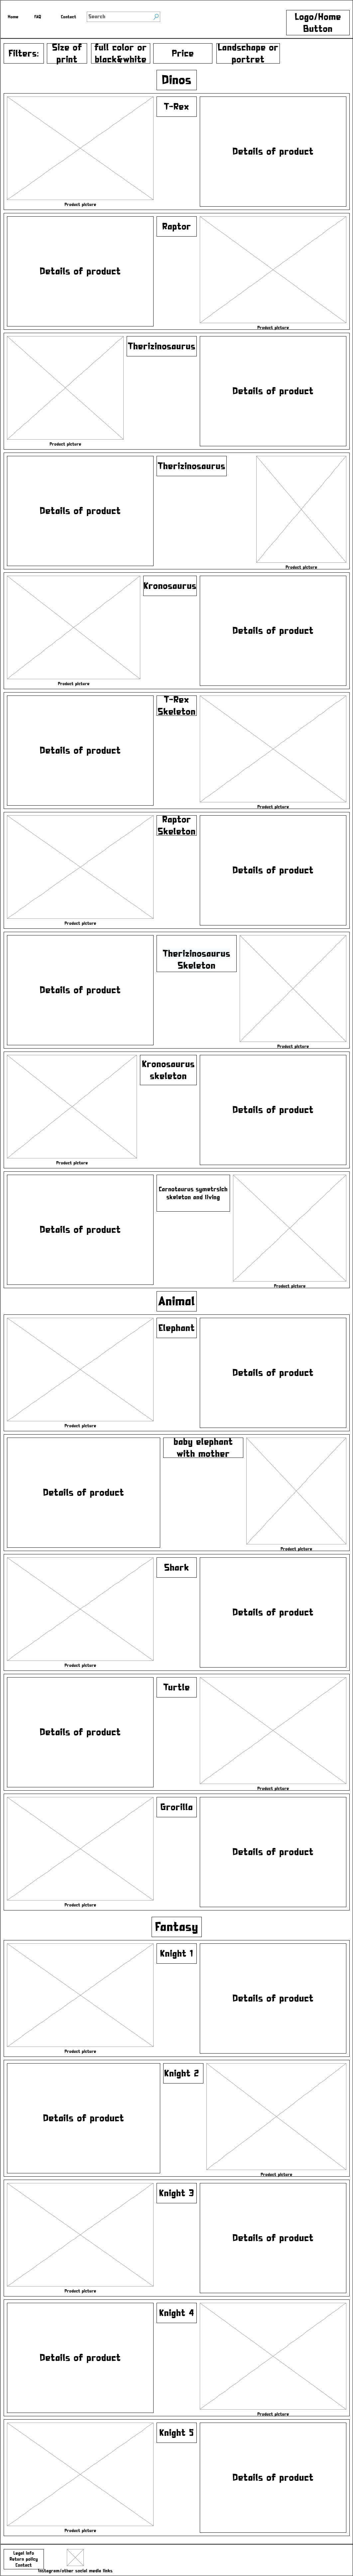 Home FAQ Contact Search
Logo/Home
Button
Filters:
Size of
print
full color or
black&white
Price
Landschape or
portret
Dinos
T-Rex
Details of product
Product picture
Raptor
Details of product
Product picture
Therizinosaurus
Details of product
Product picture
Therizinosaurus
Details of product
Product picture
Kronosaurus
Details of product
Product picture
T-Rex
Skeleton
Details of product
Product picture
Raptor
Skeleton
Details of product
Product picture
Therizinosaurus
Skeleton
Details of product
Product picture
Kronosaurus
skeleton
Details of product
Product picture
Carnotaurus symetrsich
skeleton and living
Details of product
Product picture
Animal
Elephant
Details of product
Product picture
baby elephant
with mother
Details of product
Product picture
Shark
Details of product
Product picture
Turtle
Details of product
Product picture
Grorilla
Details of product
Product picture
Fantasy
Knight 1
Details of product
Product picture
Knight 2
Details of product
Product picture
Knight 3
Details of product
Product picture
Knight 4
Details of product
Product picture
Knight 5
Details of product
Product picture
Legal info
Return policy
Contact
Instagram/other social media links